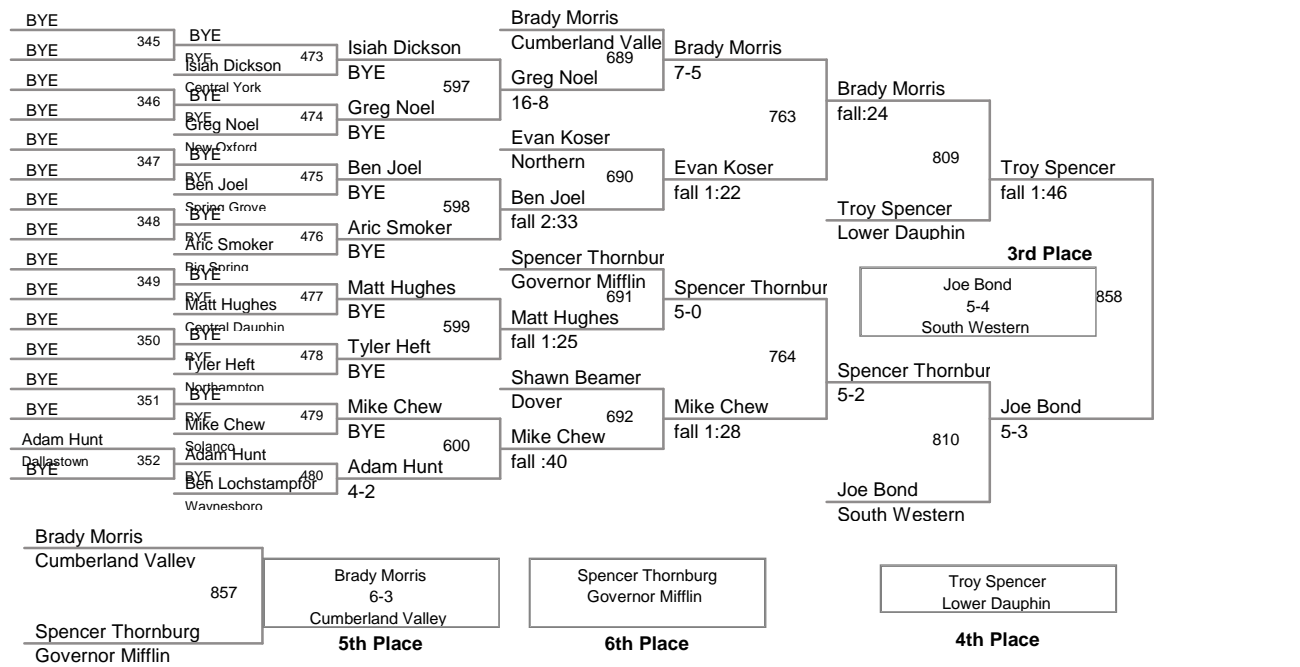 BYE
BYE
345
BYE
BYE
346
BYE
BYE
347
BYE
BYE
348
BYE
BYE
349
BYE
BYE
350
BYE
BYE
351
Adam Hunt
Dallastown
BYE
352
BYE
BYE
Isiah Dickson
Central York
473
BYE
BYE
Greg Noel
New Oxford
474
BYE
BYE
Ben Joel
Spring Grove
475
BYE
BYE
Aric Smoker
Big Spring
476
BYE
BYE
Matt Hughes
Central Dauphin
477
BYE
BYE
Tyler Heft
Northampton
478
BYE
BYE
Mike Chew
Solanco
479
Adam Hunt
BYE
Ben Lochstampfor
Waynesboro
480
Isiah Dickson
BYE
597
Greg Noel
BYE
Ben Joel
BYE
598
Aric Smoker
BYE
Matt Hughes
BYE
599
Tyler Heft
BYE
Mike Chew
BYE
600
Adam Hunt
4-2
Brady Morris
Cumberland Valle
689
Greg Noel
16-8
Evan Koser
Northern
690
Ben Joel
fall 2:33
Spencer Thornbur
Governor Mifflin
691
Matt Hughes
fall 1:25
Shawn Beamer
Dover
692
Mike Chew
fall :40
Brady Morris
7-5
763
Evan Koser
fall 1:22
Spencer Thornbur
5-0
764
Mike Chew
fall 1:28
Brady Morris
fall:24
809
Troy Spencer
Lower Dauphin
Spencer Thornbur
5-2
810
Joe Bond
South Western
Troy Spencer
fall 1:46
3rd Place
Joe Bond
5-4
South Western
858
Joe Bond
5-3
Brady Morris
Cumberland Valley
857
Spencer Thornburg
Governor Mifflin
Brady Morris
6-3
Cumberland Valley
5th Place
Spencer Thornburg
Governor Mifflin
6th Place
Troy Spencer
Lower Dauphin
4th Place